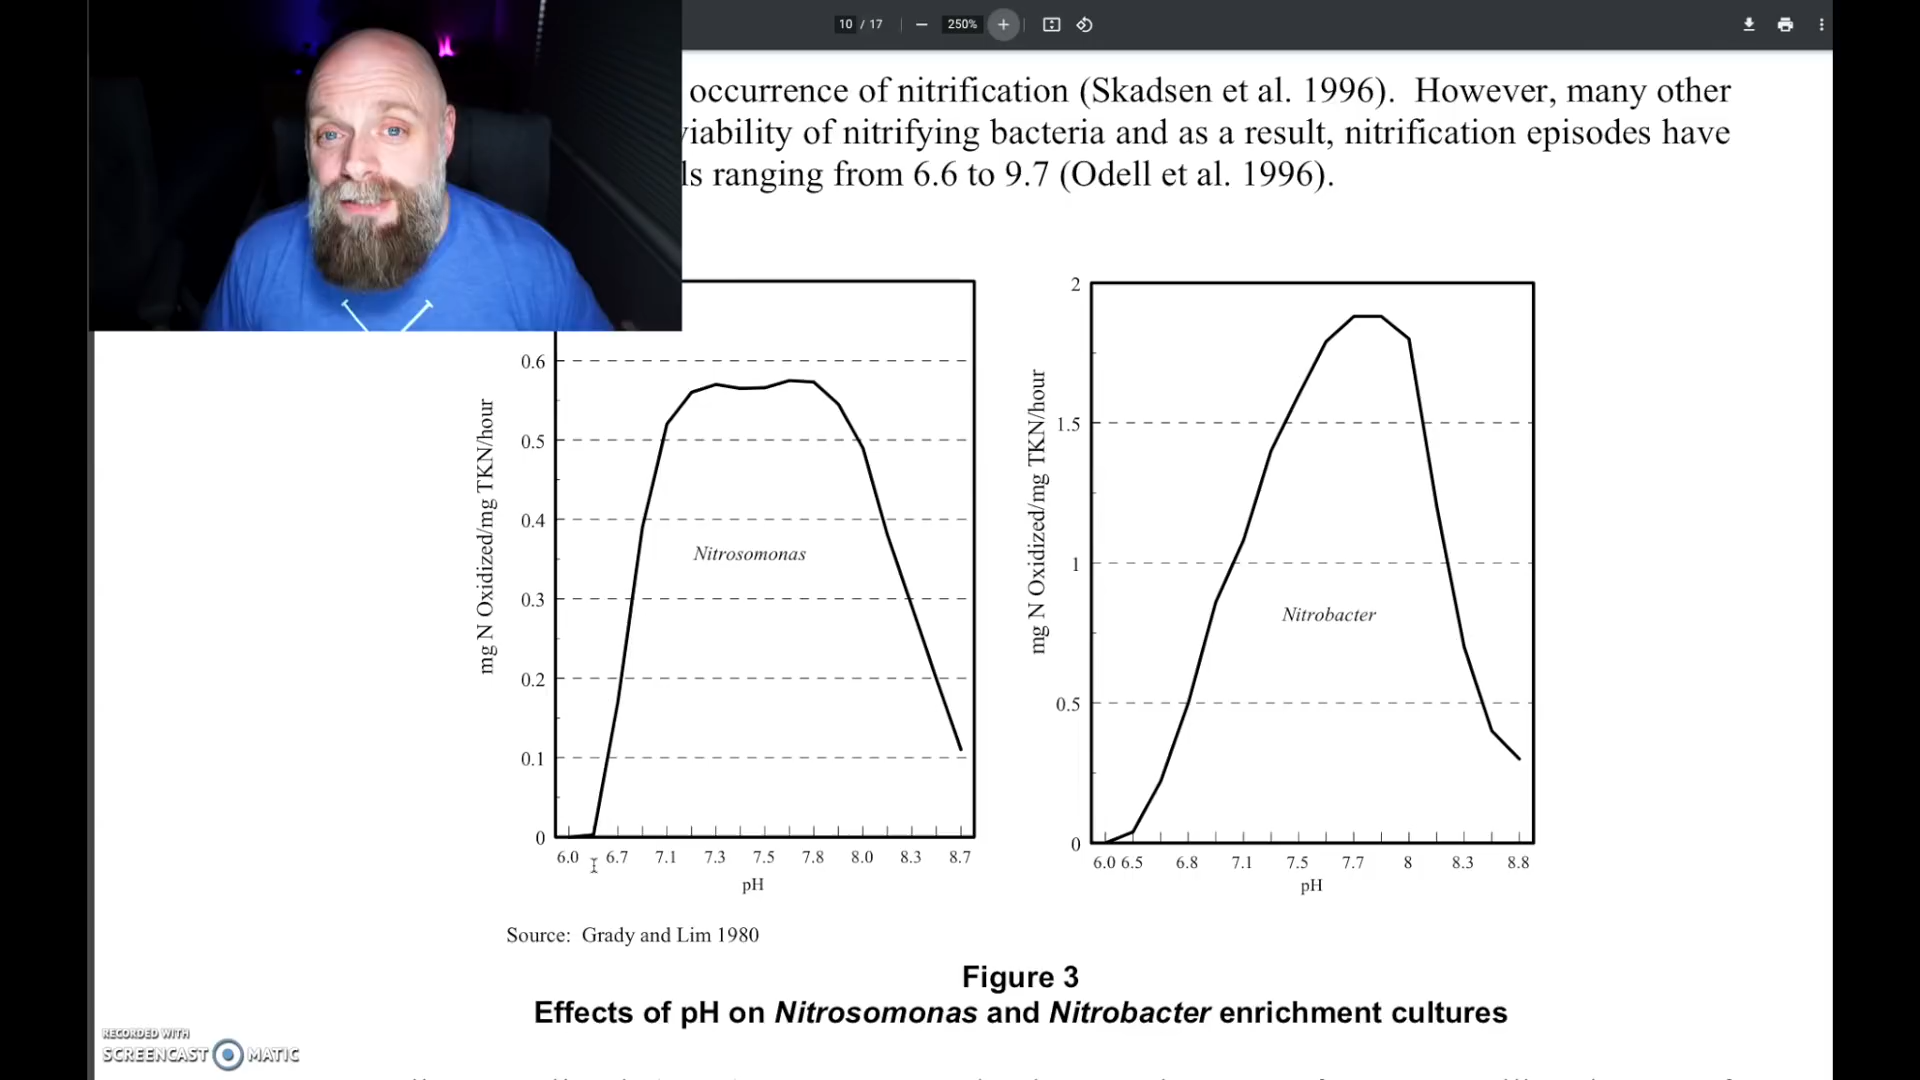 10 / 17
250%
occurrence of nitrification (Skadsen et al. 1996). However, many other
viability of nitrifying bacteria and as a result, nitrification episodes have
ls ranging from 6.6 to 9.7 (Odell et al. 1996).
mg N Oxidized/mg TKN/hour
0.6
0.5
0.4
0.3
0.2
0.1
0
Nitrosomonas
6.0 6.7 7.1 7.3 7.5 7.8 8.0 8.3 8.7
pH
mg N Oxidized/mg TKN/hour
2
1.5
1
0.5
0
Nitrobacter
6.0 6.5 6.8 7.1 7.5 7.7 8 8.3 8.8
pH
Source: Grady and Lim 1980
Figure 3
Effects of pH on Nitrosomonas and Nitrobacter enrichment cultures
RECORDED WITH
SCREENCAST MATIC